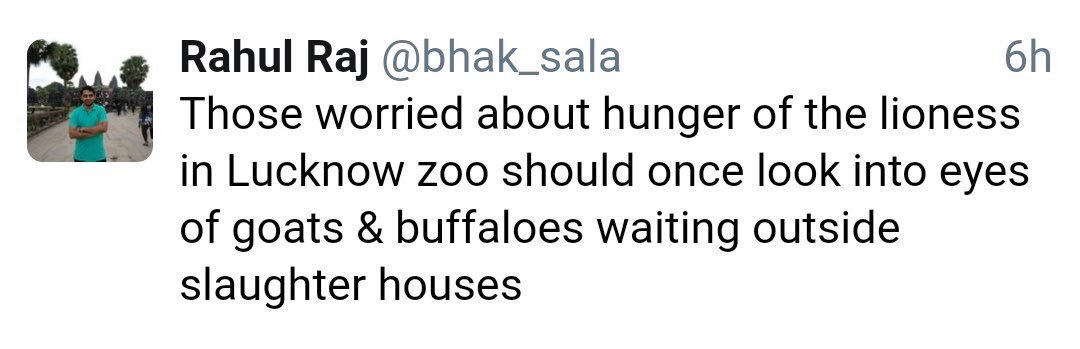 Rahul Raj @bhak_sala 6h
Those worried about hunger of the lioness
in Lucknow zoo should once look into eyes
of goats & buffaloes waiting outside
slaughter houses